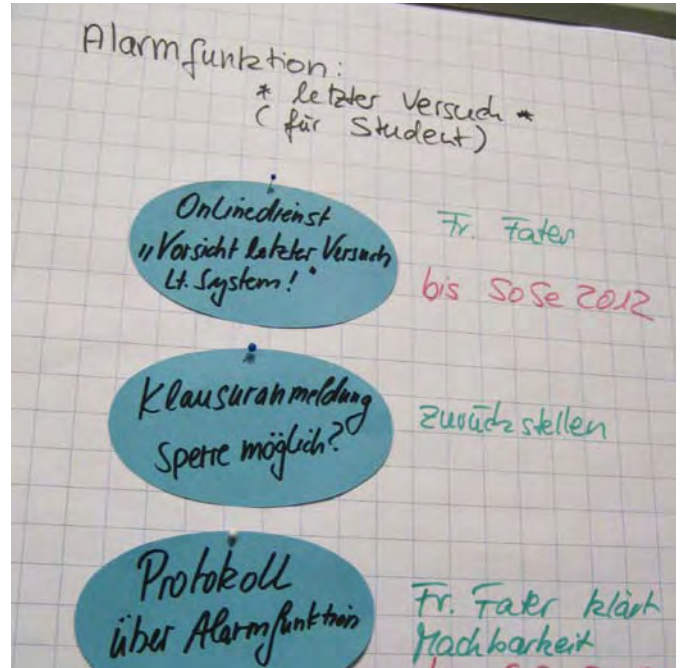 Alarmfunktion:
* letzter Versuch *
(für Student)
Onlinedienst
„Vorsicht letzter Versuch
Lt. System!"
Fr. Fater
bis SoSe 2012
Klausuranmeldung
Sperre möglich?
zurückstellen
Protokoll
über Alarmfunktion
Fr. Fater klärt
Machbarkeit